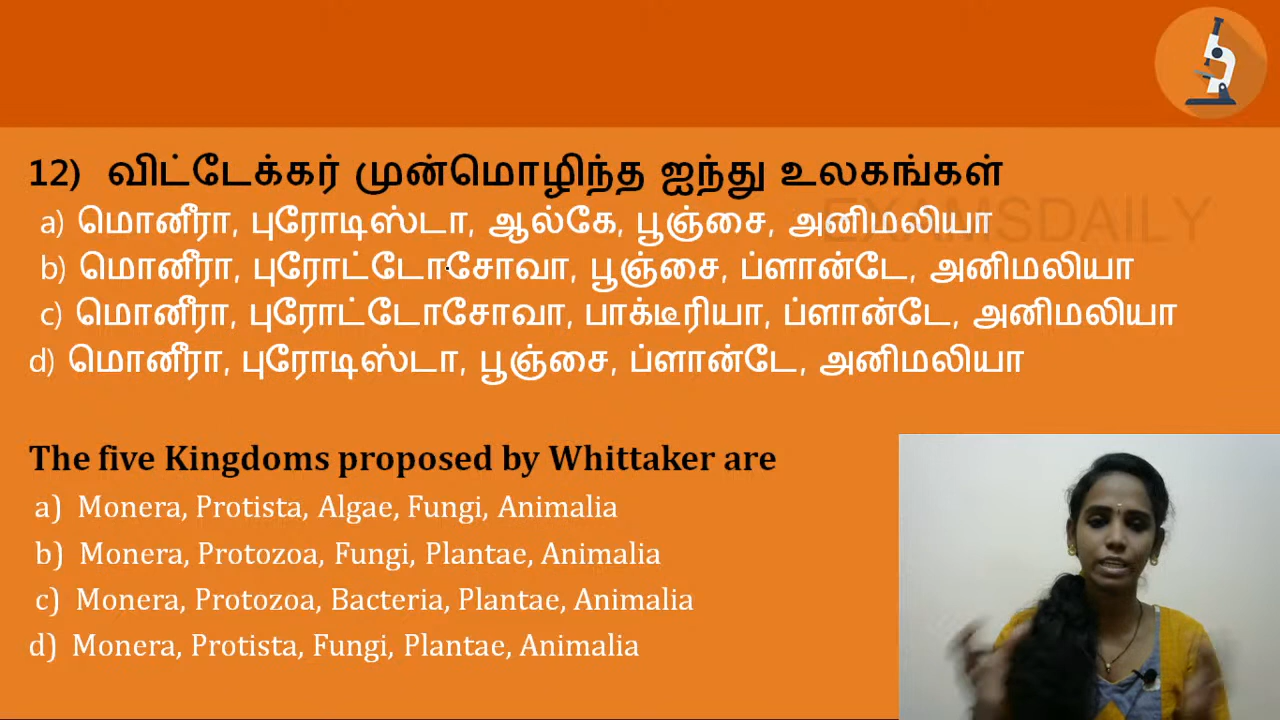 12) விட்டேக்கர் முன்மொழிந்த ஐந்து உலகங்கள்
a) மொனீரா, புரோடிஸ்டா, ஆல்கே, பூஞ்சை, அனிமலியா
EXAMSDAILY
b) மொனீரா, புரோட்டோசோவா, பூஞ்சை, ப்ளான்டே, அனிமலியா
c) மொனீரா, புரோட்டோசோவா, பாக்டீரியா, ப்ளான்டே, அனிமலியா
d) மொனீரா, புரோடிஸ்டா, பூஞ்சை, ப்ளான்டே, அனிமலியா
The five Kingdoms proposed by Whittaker are
a) Monera, Protista, Algae, Fungi, Animalia
b) Monera, Protozoa, Fungi, Plantae, Animalia
c) Monera, Protozoa, Bacteria, Plantae, Animalia
d) Monera, Protista, Fungi, Plantae, Animalia